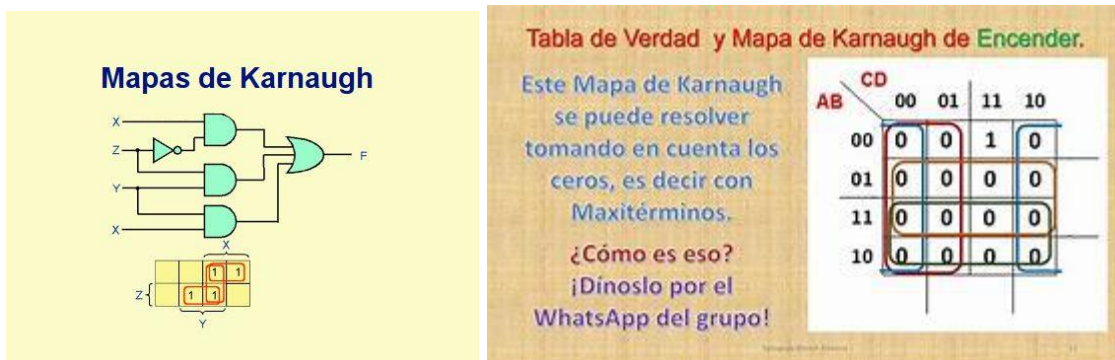 Mapas de Karnaugh
X
Z
Y
X
F
X
1 1
Z 1 1
Y
Tabla de Verdad y Mapa de Karnaugh de Encender.
Este Mapa de Karnaugh
se puede resolver
tomando en cuenta los
ceros, es decir con
Maxitérminos.
¿Cómo es eso?
¡Dínoslo por el
WhatsApp del grupo!
CD
AB 00 01 11 10
00 0 0 1 0
01 0 0 0 0
11 0 0 0 0
10 0 0 0 0